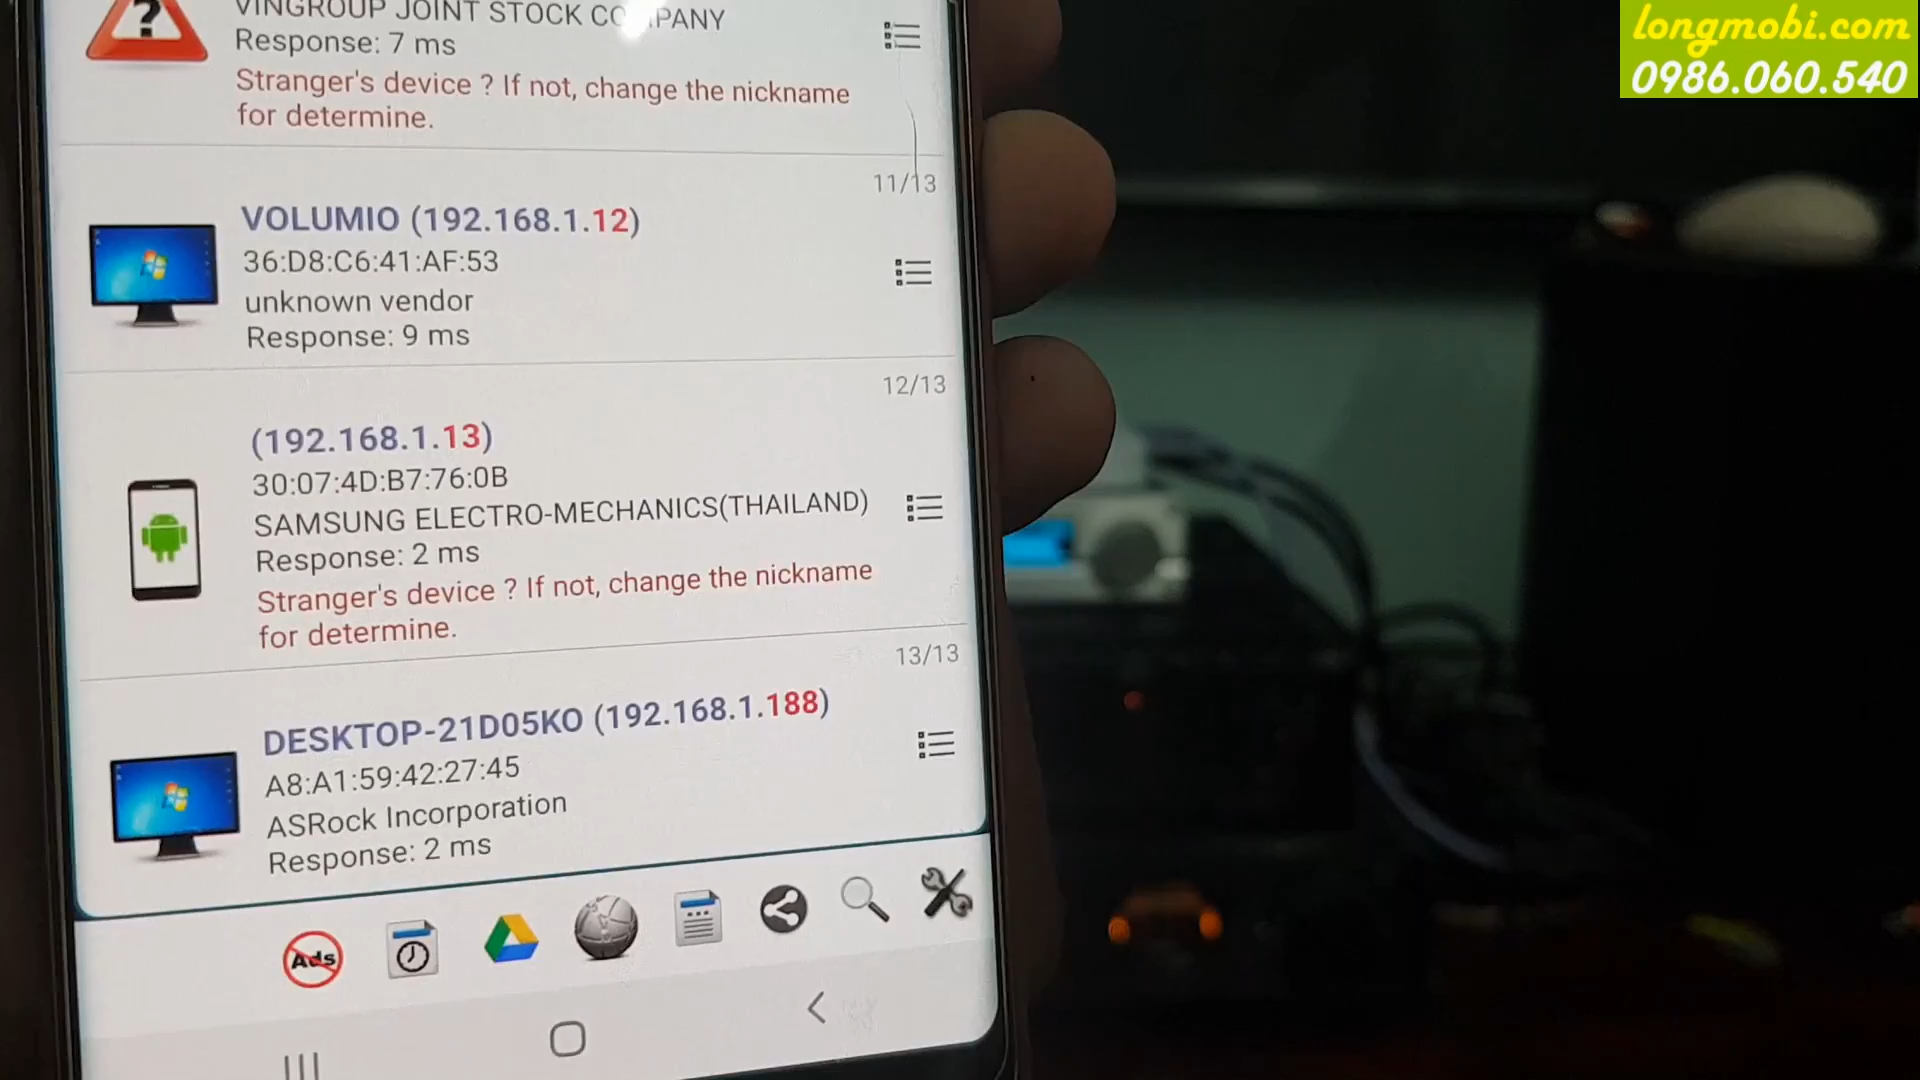 longmobi.com
0986.060.540
VINGROUP JOINT STOCK COMPANY
Response: 7 ms
Stranger's device ? If not, change the nickname
for determine.
11/13
VOLUMIO (192.168.1.12)
36:D8:C6:41:AF:53
unknown vendor
Response: 9 ms
12/13
(192.168.1.13)
30:07:4D:B7:76:0B
SAMSUNG ELECTRO-MECHANICS(THAILAND)
Response: 2 ms
Stranger's device ? If not, change the nickname
for determine.
13/13
DESKTOP-21D05KO (192.168.1.188)
A8:A1:59:42:27:45
ASRock Incorporation
Response: 2 ms
Ads